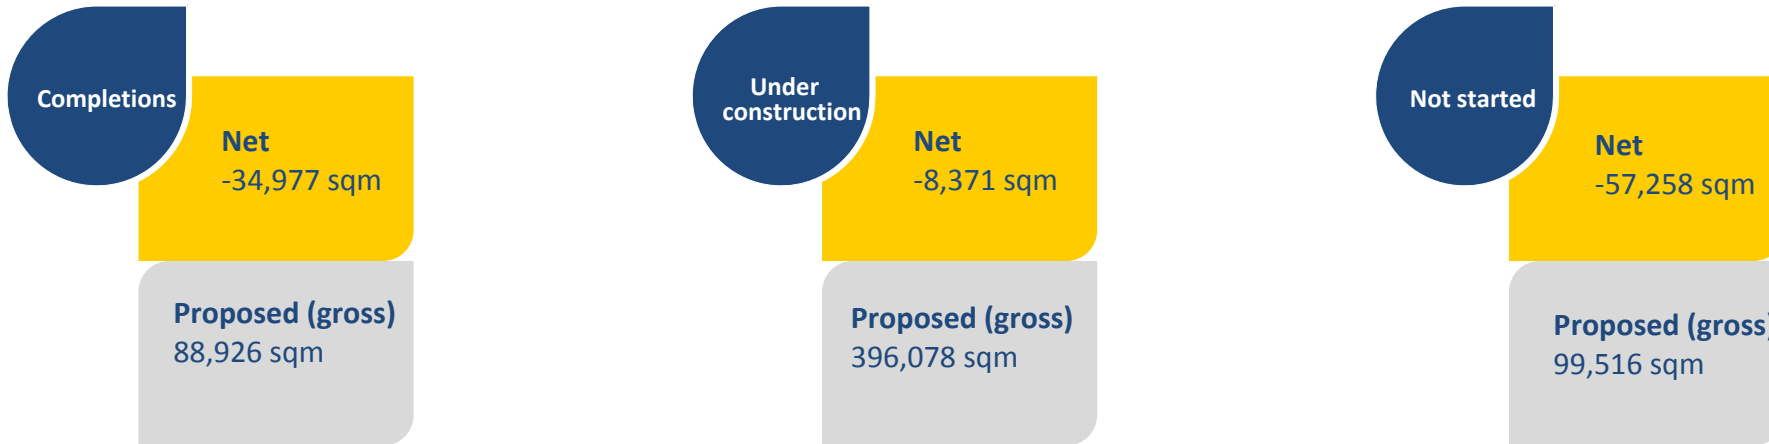 Completions
Net
-34,977 sqm
Proposed (gross)
88,926 sqm
Under
construction
Net
-8,371 sqm
Proposed (gross)
396,078 sqm
Not started
Net
-57,258 sqm
Proposed (gross)
99,516 sqm